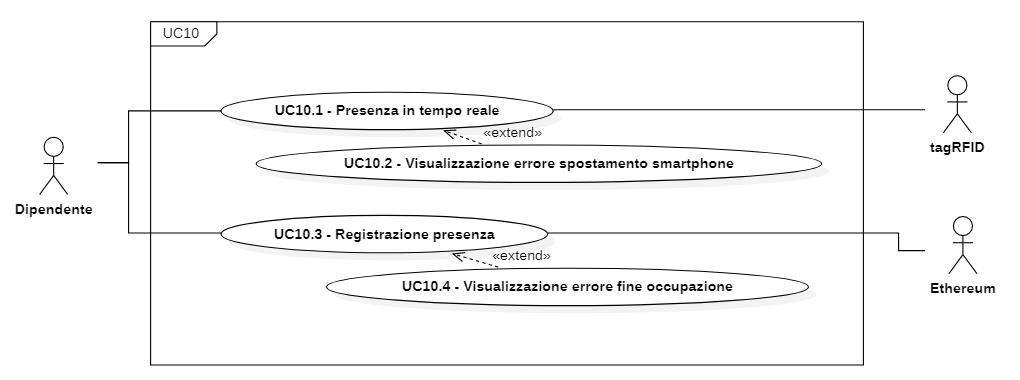 UC10
UC10.1 - Presenza in tempo reale
«extend»
tagRFID
UC10.2 - Visualizzazione errore spostamento smartphone
Dipendente
UC10.3 - Registrazione presenza
«extend»
UC10.4 - Visualizzazione errore fine occupazione
Ethereum